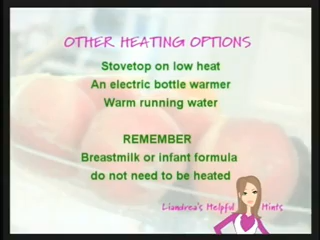 OTHER HEATING OPTIONS
Stovetop on low heat
An electric bottle warmer
Warm running water
REMEMBER
Breastmilk or infant formula
do not need to be heated
Liandrea's Helpful Hints